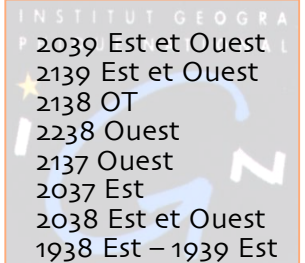 INSTITUT GEOGRA
2039 Est et Ouest
2139 Est et Ouest
2138 OT
2238 Ouest
2137 Ouest
2037 Est
2038 Est et Ouest
1938 Est – 1939 Est